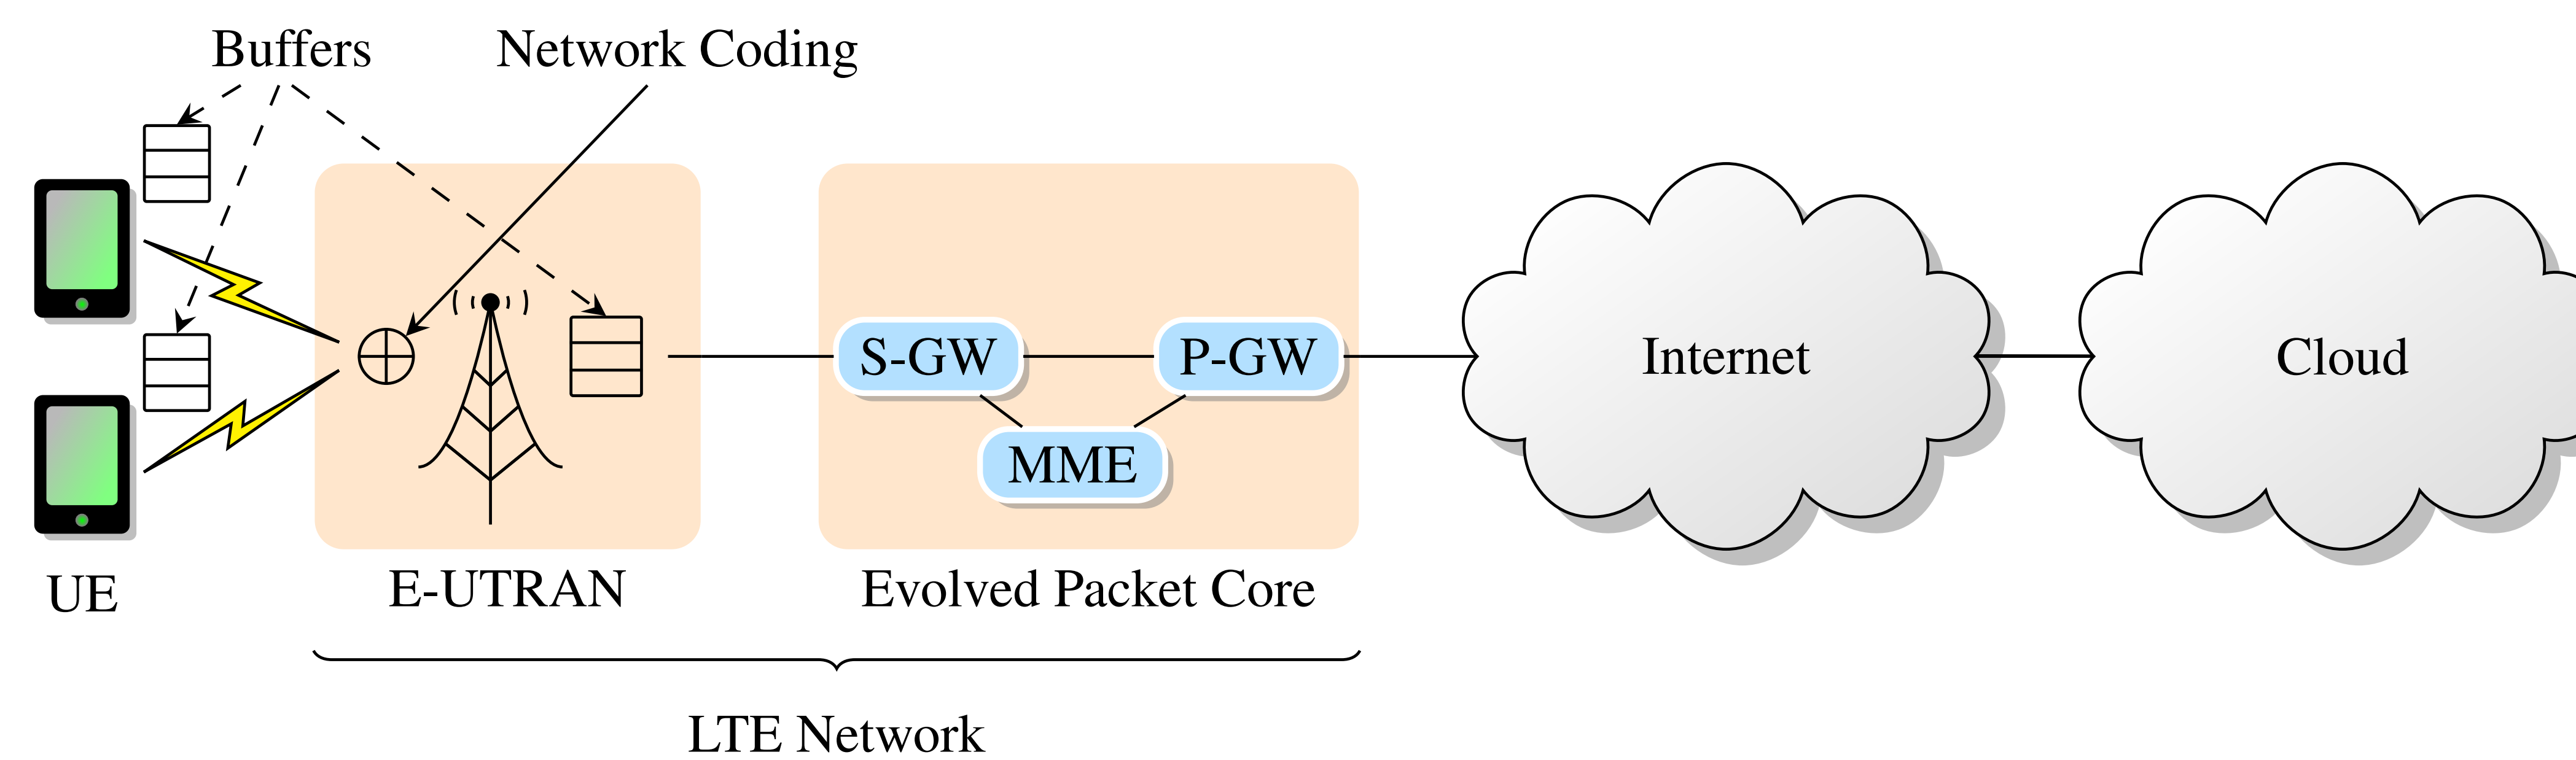 Buffers
Network Coding
S-GW
P-GW
MME
Internet
Cloud
UE
E-UTRAN
Evolved Packet Core
LTE Network